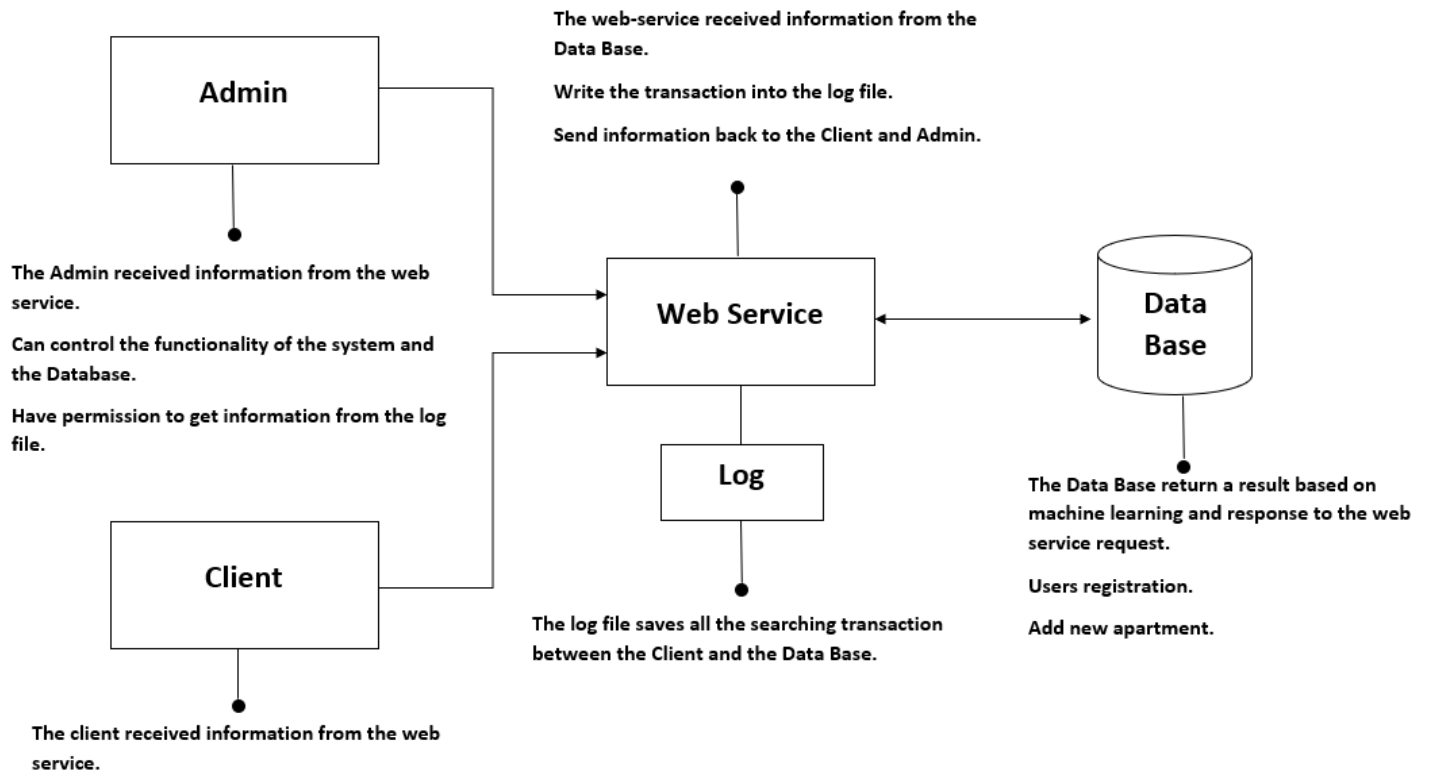 The web-service received information from the
Data Base.
Write the transaction into the log file.
Send information back to the Client and Admin.
Admin
The Admin received information from the web
service.
Can control the functionality of the system and
the Database.
Have permission to get information from the log
file.
Web Service
Data
Base
Log
The Data Base return a result based on
machine learning and response to the web
service request.
Users registration.
Add new apartment.
Client
The log file saves all the searching transaction
between the Client and the Data Base.
The client received information from the web
service.